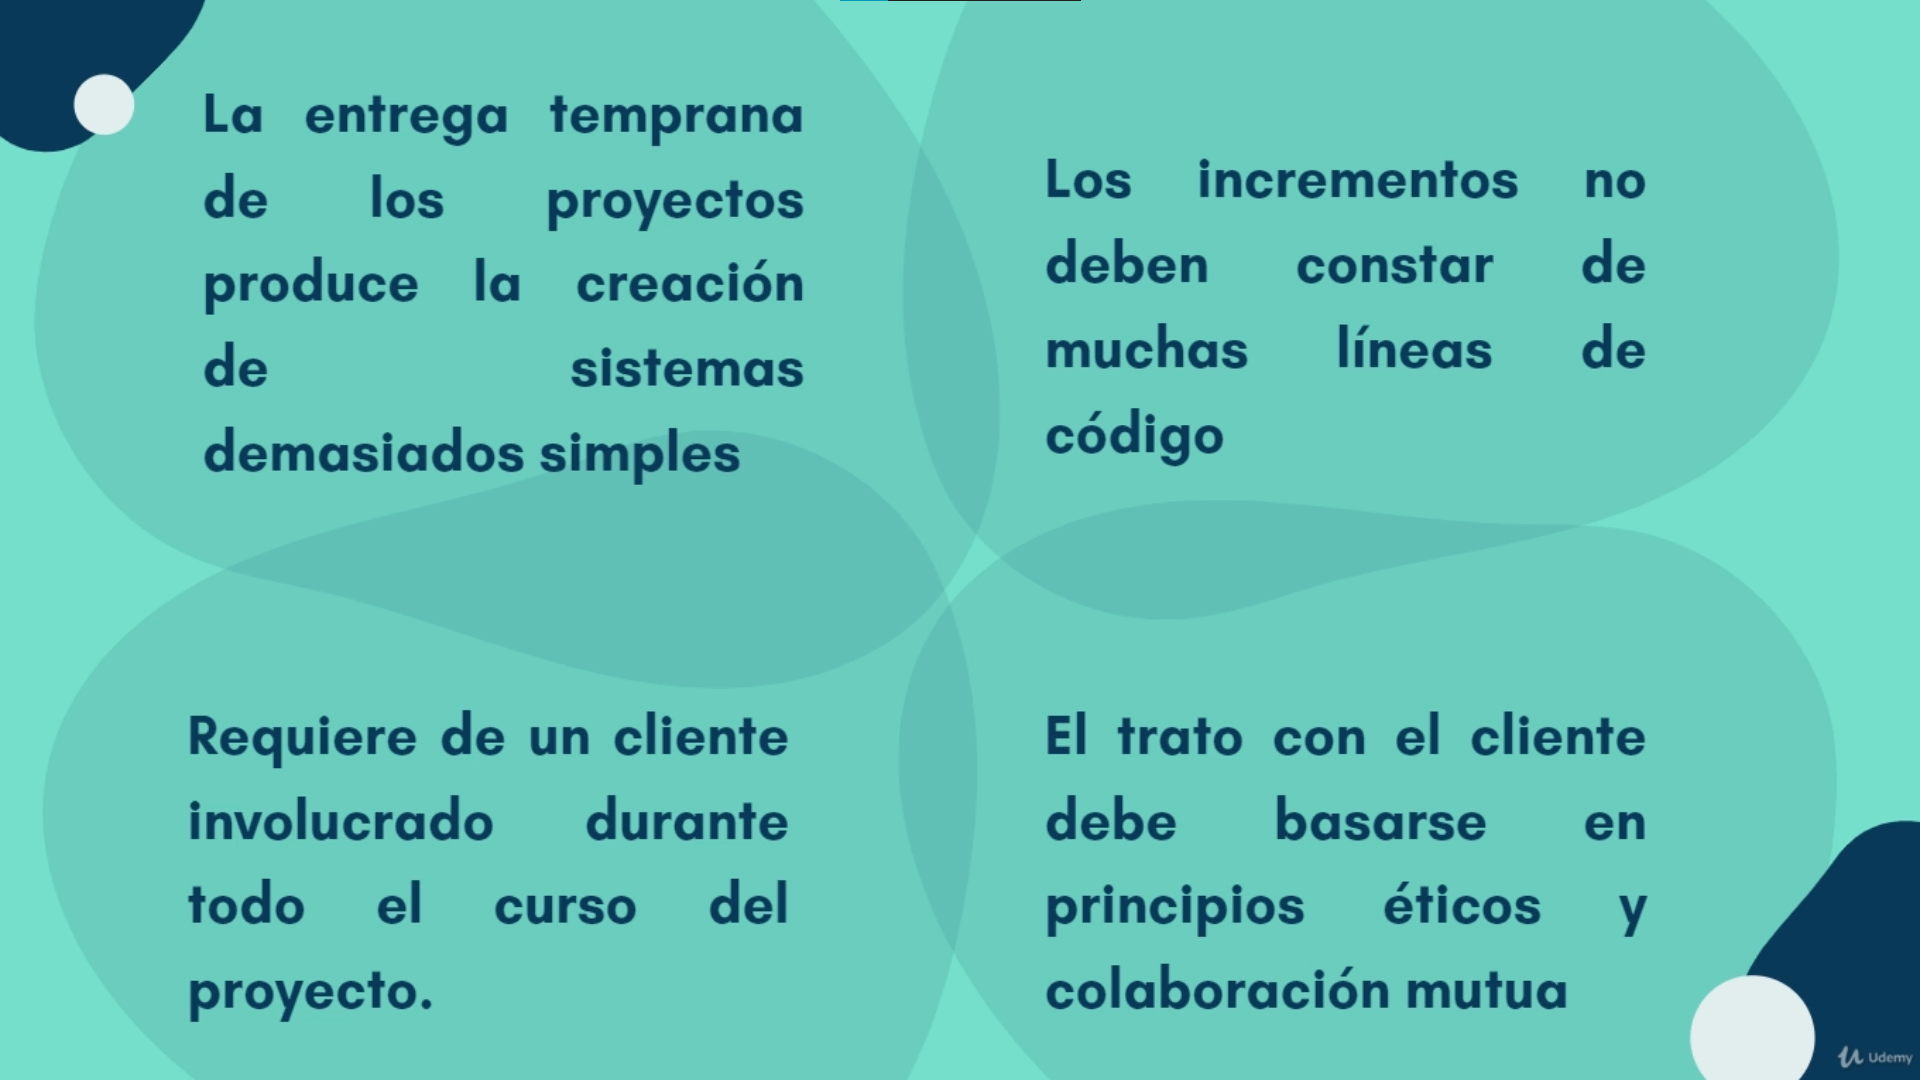 La entrega temprana
de los proyectos
produce la creación
de sistemas
demasiados simples
Los incrementos no
deben constar de
muchas líneas de
código
Requiere de un cliente
involucrado durante
todo el curso del
proyecto.
El trato con el cliente
debe basarse en
principios éticos y
colaboración mutua
Udemy